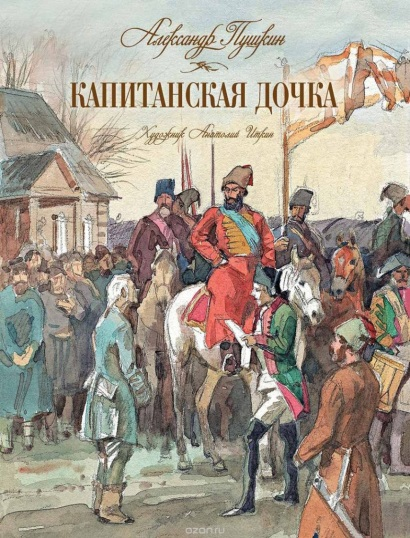 Александр Пушкин
КАПИТАНСКАЯ ДОЧКА
Художник Анатолий Иткин
ozon.ru